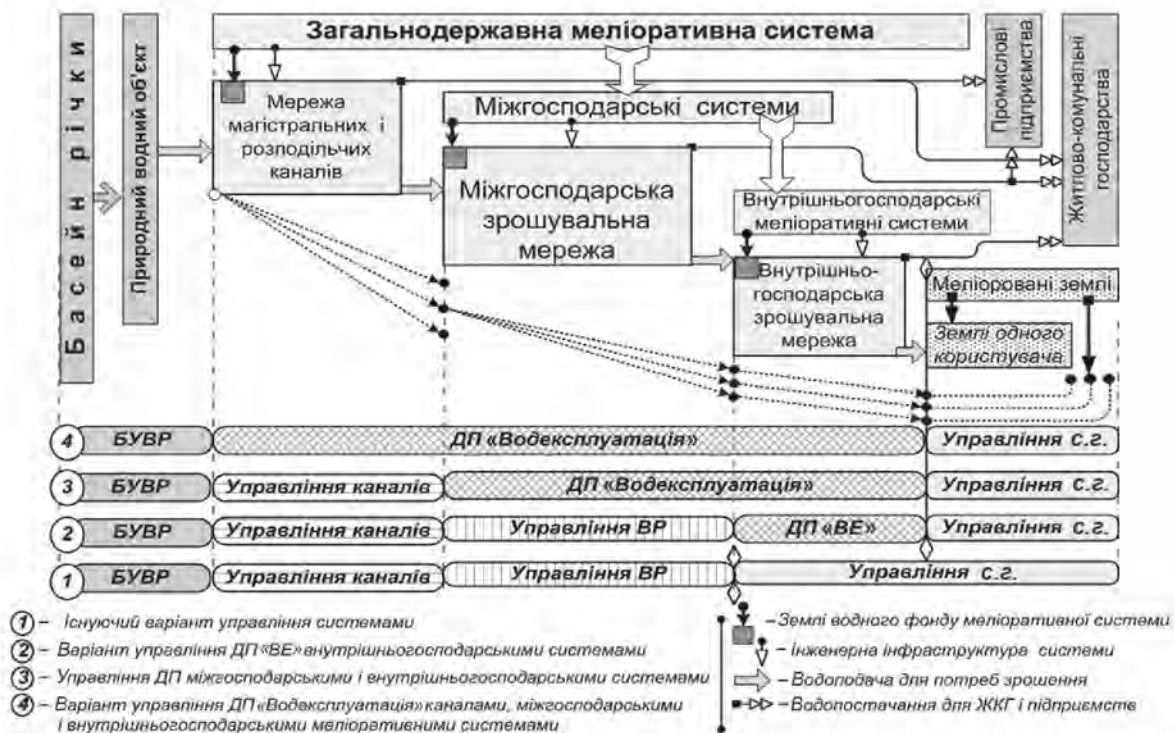 Басейн річки
Природний водний об'єкт
Загальнодержавна меліоративна система
Мережа
магістральних і
розподільчих
каналів
Міжгосподарські системи
Міжгосподарська
зрошувальна
мережа
Внутрішньогосподарські
меліоративні системи
Внутрішньо-
господарська
зрошувальна
мережа
Промислові
підприємства
Житлово-комунальні
господарства
Меліоровані землі
Землі одного
користувача
4 БУВР ДП «Водексплуатація» Управління с.г.
3 БУВР Управління каналів ДП «Водексплуатація» Управління с.г.
2 БУВР Управління каналів Управління ВР ДП «ВЕ» Управління с.г.
1 БУВР Управління каналів Управління ВР Управління с.г.
1 – Існуючий варіант управління системами
2 – Варіант управління ДП «ВЕ» внутрішньогосподарськими системами
3 – Управління ДП міжгосподарськими і внутрішньогосподарськими системами
4 – Варіант управління ДП «Водексплуатація» каналами, міжгосподарськими
і внутрішньогосподарськими меліоративними системами
– Землі водного фонду меліоративної системи
– Інженерна інфраструктура системи
– Водоподача для потреб зрошення
– Водопостачання для ЖКГ і підприємств